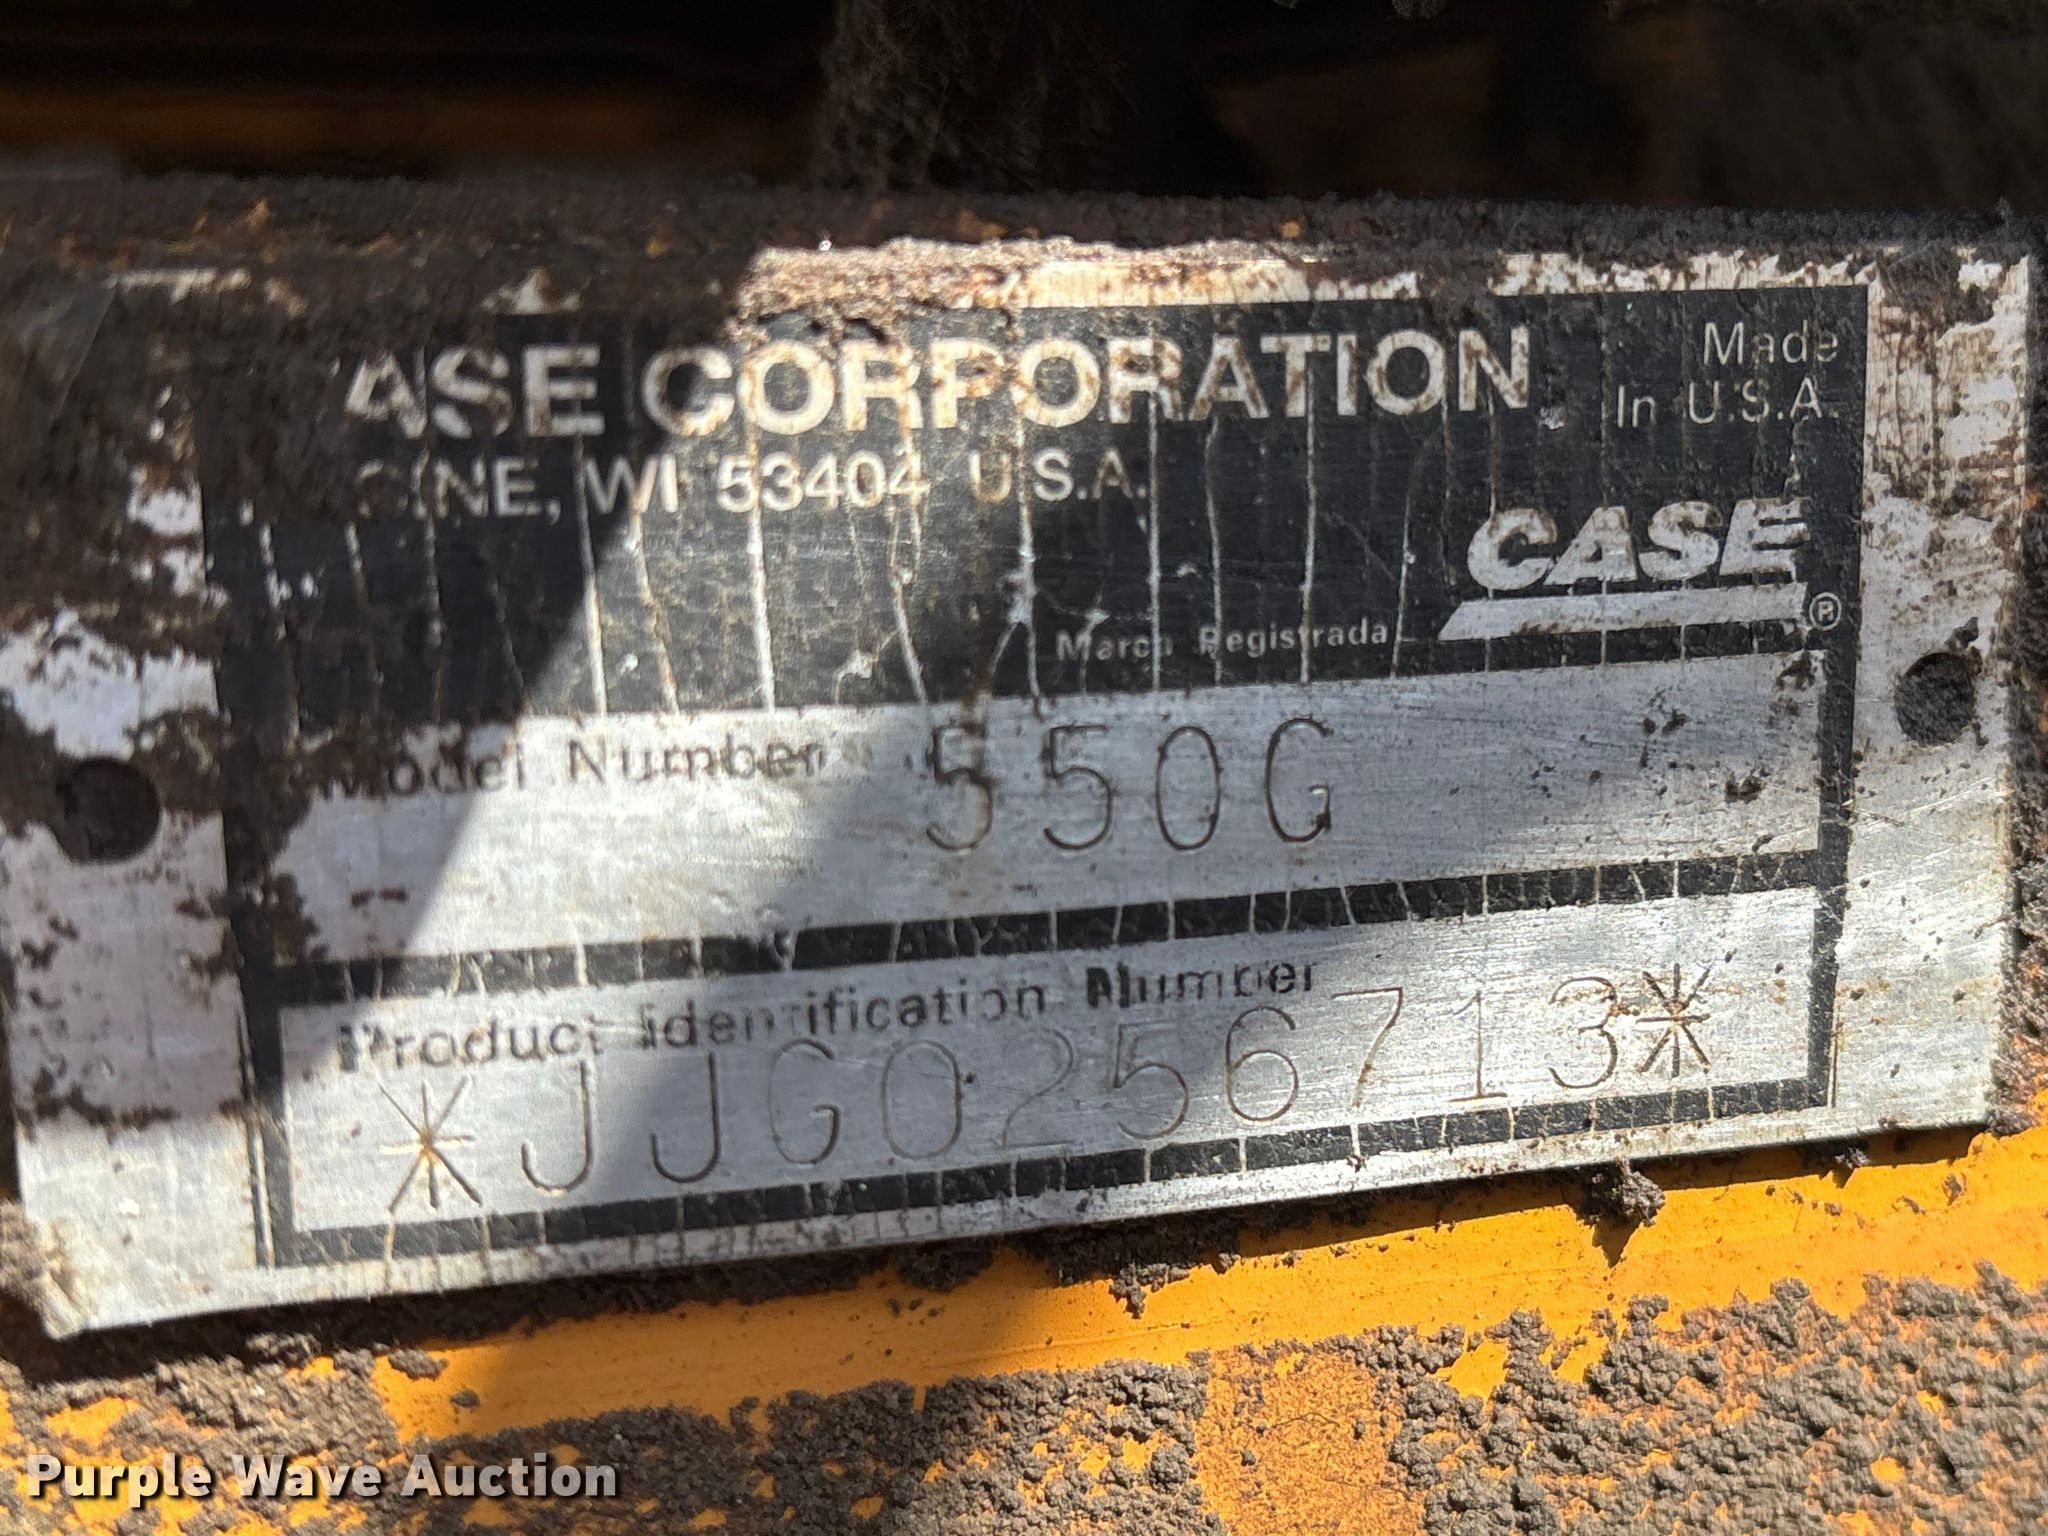 ASE CORPORATION
CINE, WI 53404 U.S.A.
Made
In U.S.A.
CASE
Marca Registrada ®
Model Number 550G
Product Identification Number
*JJG0256713*
Purple Wave Auction